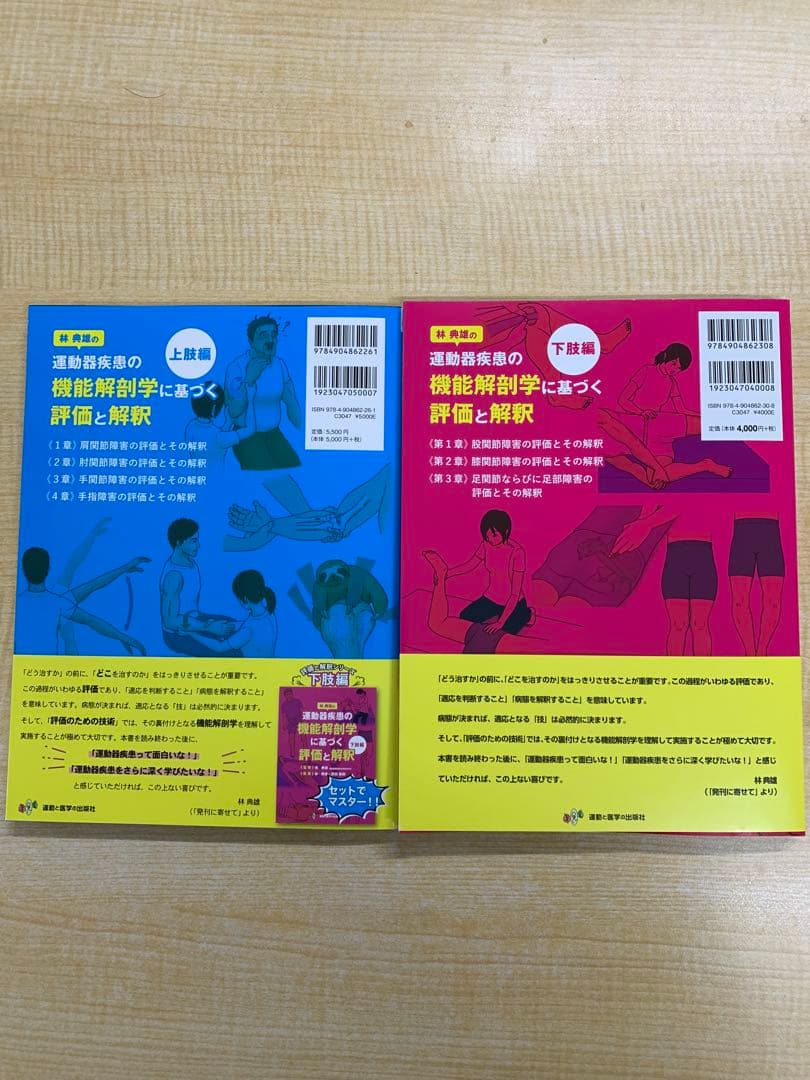 林 典雄の
運動器疾患の
上肢編
機能解剖学に基づく
評価と解釈
《1章》肩関節障害の評価とその解釈
《2章》肘関節障害の評価とその解釈
《3章》手関節障害の評価とその解釈
《4章》手指障害の評価とその解釈
9784904862261
1923047050007
ISBN 978-4-904862-26-1
C3047 ¥5000E
定価:5,500円
(本体 5,000円+税)
「どう治すか」の前に、「どこを治すのか」をはっきりさせることが重要です。
この過程がいわゆる評価であり、「適応を判断すること」「病態を解釈すること」
を意味しています。病態が決まれば、適応となる「技」は必然的に決まります。
そして、「評価のための技術」では、その裏付けとなる機能解剖学を理解して
実施することが極めて大切です。本書を読み終わった後に、
「運動器疾患って面白いな!」
「運動器疾患をさらに深く学びたいな!」
と感じていただければ、この上ない喜びです。
林 典雄
(「発刊に寄せて」より)
運動と医学の出版社
評価と解釈シリーズ
下肢編
林 典雄の
運動器疾患の
機能解剖学
に基づく
下肢編
評価と解釈
セットで
マスター!!
林 典雄の
運動器疾患の
下肢編
機能解剖学に基づく
評価と解釈
《第1章》股関節障害の評価とその解釈
《第2章》膝関節障害の評価とその解釈
《第3章》足関節ならびに足部障害の
評価とその解釈
9784904862308
1923047040008
ISBN 978-4-904862-30-8
C3047 ¥4000E
定価(本体 4,000円+税)
「どう治すか」の前に、「どこを治すのか」をはっきりさせることが重要です。この過程がいわゆる評価であり、
「適応を判断すること」「病態を解釈すること」を意味しています。
病態が決まれば、適応となる「技」は必然的に決まります。
そして、「評価のための技術」では、その裏付けとなる機能解剖学を理解して実施することが極めて大切です。
本書を読み終わった後に、「運動器疾患って面白いな!」「運動器疾患をさらに深く学びたいな!」と感じ
ていただければ、この上ない喜びです。
林 典雄
(「発刊に寄せて」より)
運動と医学の出版社